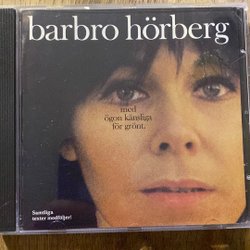 barbro hörberg
med
ögon känsliga
för grönt.
Samtliga
texter medföljer!